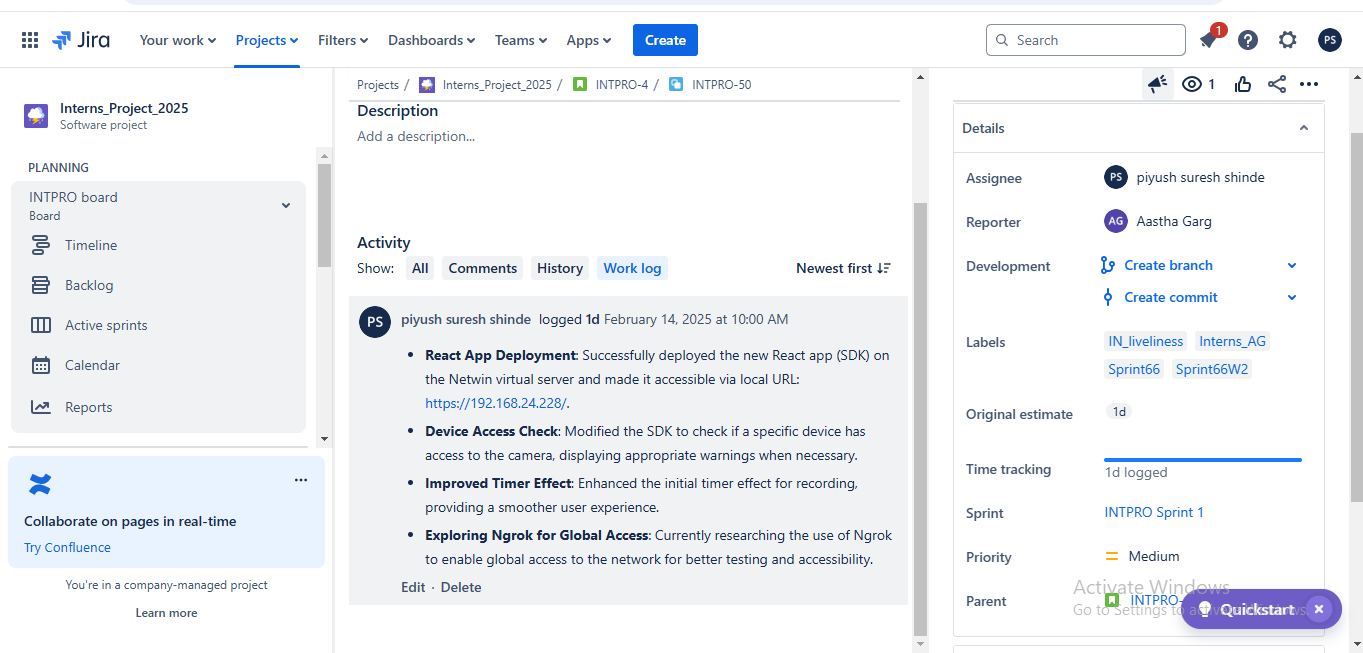 Jira
Your work
Projects
Filters
Dashboards
Teams
Apps
Create
Search
1
PS
Interns_Project_2025
Software project
PLANNING
INTPRO board
Board
Timeline
Backlog
Active sprints
Calendar
Reports
Collaborate on pages in real-time
Try Confluence
You're in a company-managed project
Learn more
Projects / Interns_Project_2025 / INTPRO-4 / INTPRO-50
Description
Add a description...
Activity
Show: All Comments History Work log Newest first
PS piyush suresh shinde logged 1d February 14, 2025 at 10:00 AM
• React App Deployment: Successfully deployed the new React app (SDK) on
the Netwin virtual server and made it accessible via local URL:
https://192.168.24.228/.
• Device Access Check: Modified the SDK to check if a specific device has
access to the camera, displaying appropriate warnings when necessary.
• Improved Timer Effect: Enhanced the initial timer effect for recording,
providing a smoother user experience.
• Exploring Ngrok for Global Access: Currently researching the use of Ngrok
to enable global access to the network for better testing and accessibility.
Edit · Delete
1
Details
Assignee PS piyush suresh shinde
Reporter AG Aastha Garg
Development Create branch
Create commit
Labels IN_liveliness Interns_AG
Sprint66 Sprint66W2
Original estimate 1d
Time tracking 1d logged
Sprint INTPRO Sprint 1
Priority Medium
Parent INTPRO-
Activate Windows
Go to Settings to
Quickstart